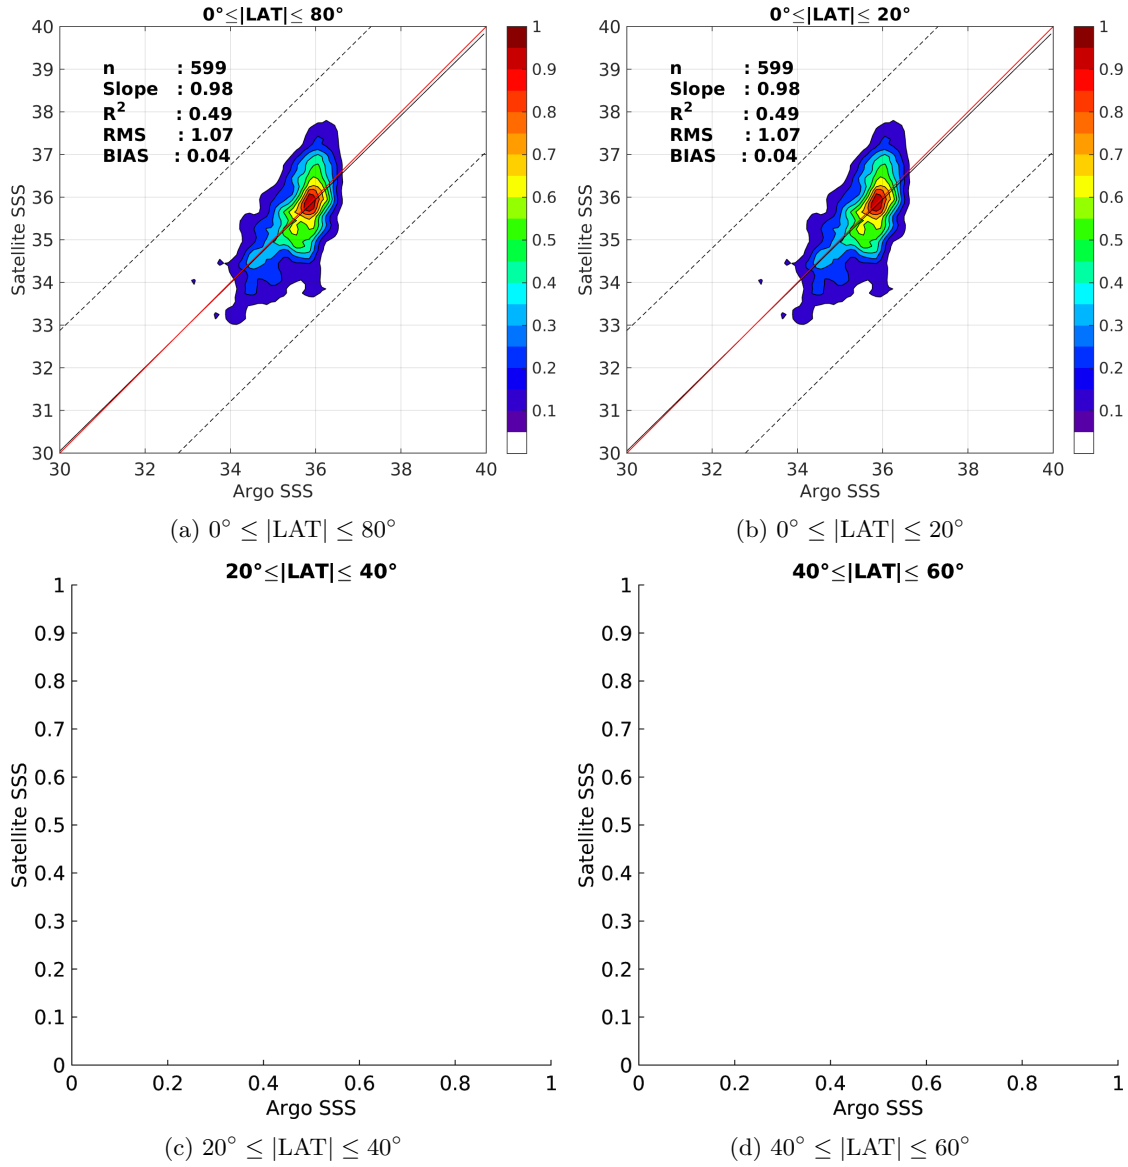 0°≤|LAT|≤ 80°
40
39
38
37
36
35
34
33
32
31
30
Satellite SSS
n : 599
Slope : 0.98
R² : 0.49
RMS : 1.07
BIAS : 0.04
30 32 34 36 38 40
Argo SSS
1
0.9
0.8
0.7
0.6
0.5
0.4
0.3
0.2
0.1
(a) 0° ≤ |LAT| ≤ 80°
0°≤|LAT|≤ 20°
40
39
38
37
36
35
34
33
32
31
30
Satellite SSS
n : 599
Slope : 0.98
R² : 0.49
RMS : 1.07
BIAS : 0.04
30 32 34 36 38 40
Argo SSS
1
0.9
0.8
0.7
0.6
0.5
0.4
0.3
0.2
0.1
(b) 0° ≤ |LAT| ≤ 20°
20°≤|LAT|≤ 40°
1
0.9
0.8
0.7
0.6
0.5
0.4
0.3
0.2
0.1
0
Satellite SSS
0 0.2 0.4 0.6 0.8 1
Argo SSS
(c) 20° ≤ |LAT| ≤ 40°
40°≤|LAT|≤ 60°
1
0.9
0.8
0.7
0.6
0.5
0.4
0.3
0.2
0.1
0
Satellite SSS
0 0.2 0.4 0.6 0.8 1
Argo SSS
(d) 40° ≤ |LAT| ≤ 60°